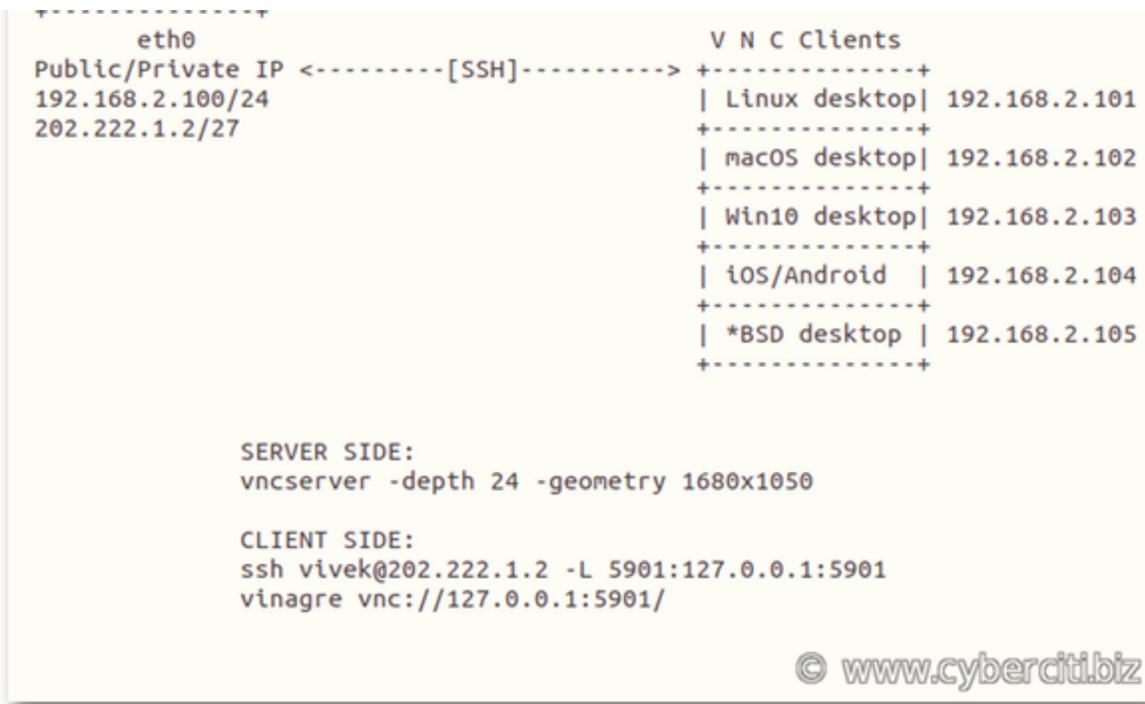 +--------------+
eth0 V N C Clients
Public/Private IP <---------[SSH]----------> +--------------+
192.168.2.100/24 | Linux desktop| 192.168.2.101
202.222.1.2/27 +--------------+
| macOS desktop| 192.168.2.102
+--------------+
| Win10 desktop| 192.168.2.103
+--------------+
| iOS/Android | 192.168.2.104
+--------------+
| *BSD desktop | 192.168.2.105
+--------------+
SERVER SIDE:
vncserver -depth 24 -geometry 1680x1050
CLIENT SIDE:
ssh vivek@202.222.1.2 -L 5901:127.0.0.1:5901
vinagre vnc://127.0.0.1:5901/
© www.cyberciti.biz